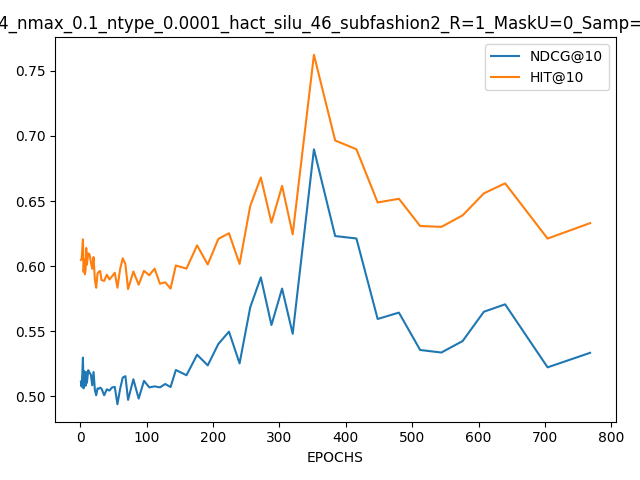 4_nmax_0.1_ntype_0.0001_hact_silu_46_subfashion2_R=1_MaskU=0_Samp=
NDCG@10
HIT@10
0.75
0.70
0.65
0.60
0.55
0.50
0 100 200 300 400 500 600 700 800
EPOCHS